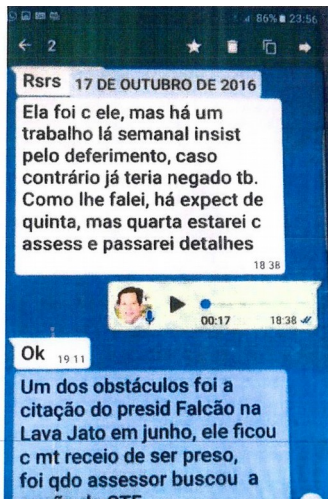 86% 23:56
2
Rsrs
17 DE OUTUBRO DE 2016
Ela foi c ele, mas há um
trabalho lá semanal insist
pelo deferimento, caso
contrário já teria negado tb.
Como lhe falei, há expect de
quinta, mas quarta estarei c
assess e passarei detalhes
18 38
00:17 18:38
Ok 19 11
Um dos obstáculos foi a
citação do presid Falcão na
Lava Jato em junho, ele ficou
c mt receio de ser preso,
foi qdo assessor buscou a